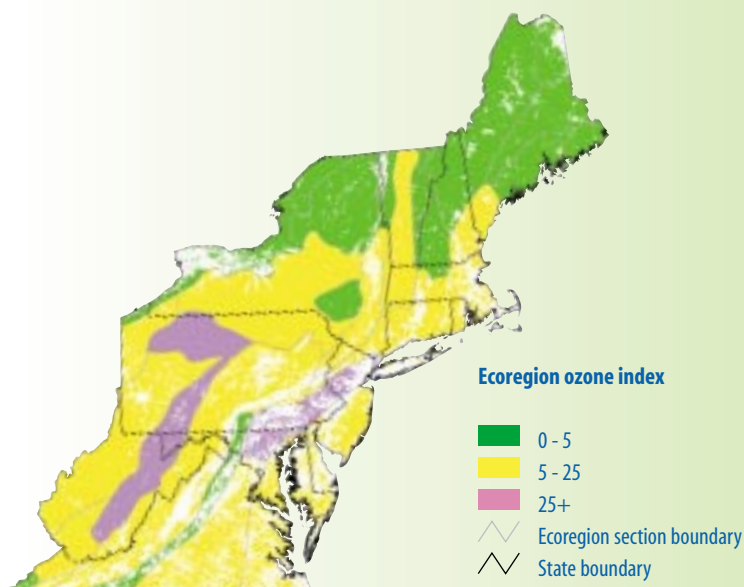 Ecoregion ozone index
0 - 5
5 - 25
25+
Ecoregion section boundary
State boundary